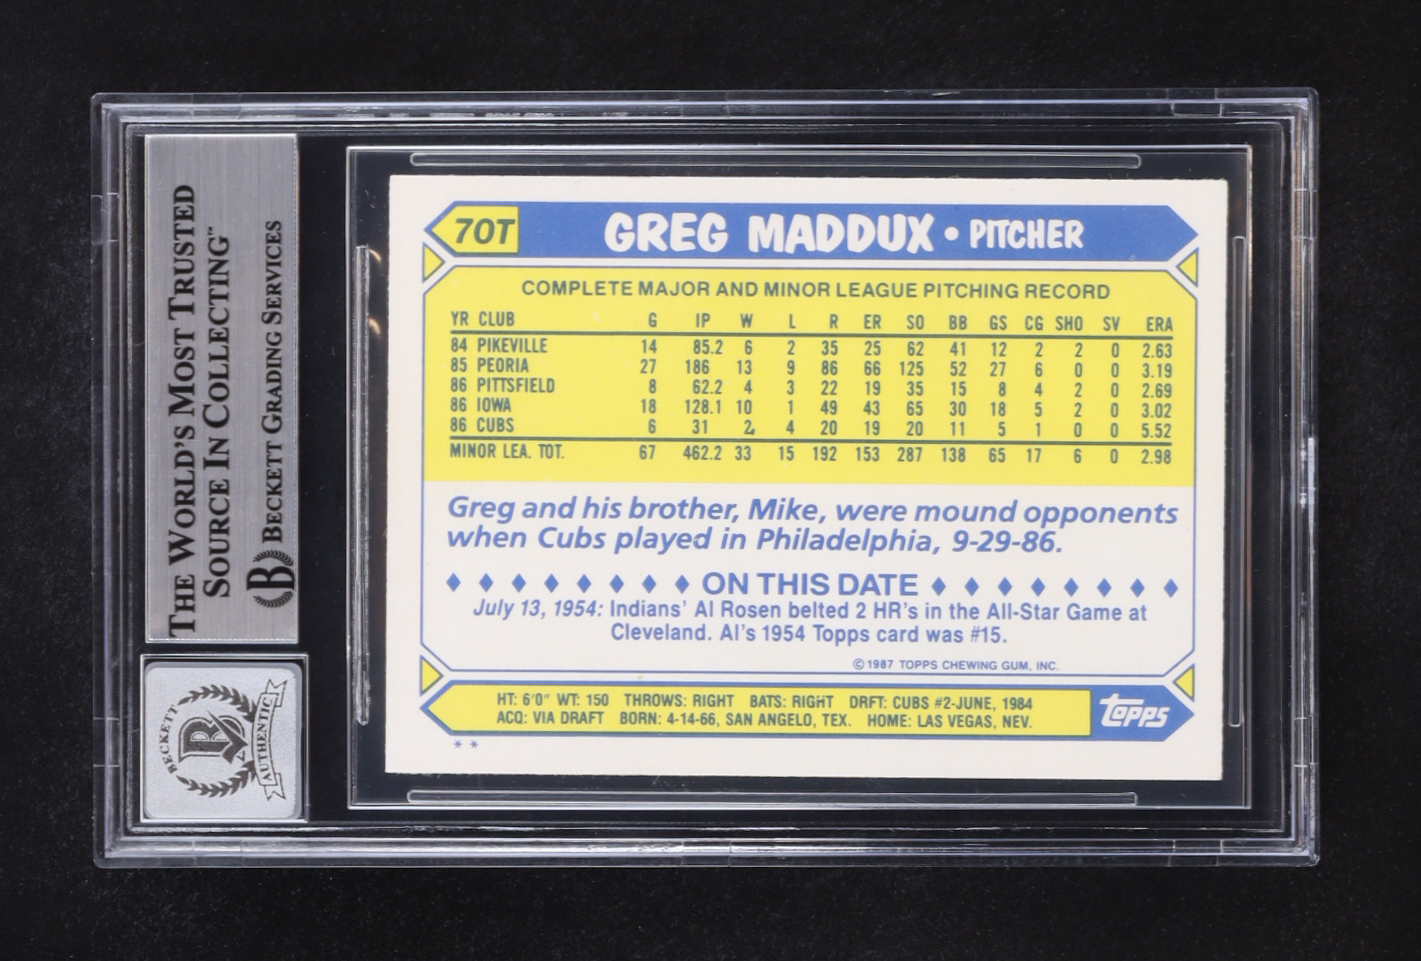 THE WORLD'S MOST TRUSTED
SOURCE IN COLLECTING™
B BECKETT GRADING SERVICES
BECKETT
B
AUTHENTIC
70T GREG MADDUX • PITCHER
COMPLETE MAJOR AND MINOR LEAGUE PITCHING RECORD
YR CLUB G IP W L R ER SO BB GS CG SHO SV ERA
84 PIKEVILLE 14 85.2 6 2 35 25 62 41 12 2 2 0 2.63
85 PEORIA 27 186 13 9 86 66 125 52 27 6 0 0 3.19
86 PITTSFIELD 8 62.2 4 3 22 19 35 15 8 4 2 0 2.69
86 IOWA 18 128.1 10 1 49 43 65 30 18 5 2 0 3.02
86 CUBS 6 31 2 4 20 19 20 11 5 1 0 0 5.52
MINOR LEA. TOT. 67 462.2 33 15 192 153 287 138 65 17 6 0 2.98
Greg and his brother, Mike, were mound opponents
when Cubs played in Philadelphia, 9-29-86.
ON THIS DATE
July 13, 1954: Indians' Al Rosen belted 2 HR's in the All-Star Game at
Cleveland. Al's 1954 Topps card was #15.
© 1987 TOPPS CHEWING GUM, INC.
HT: 6'0" WT: 150 THROWS: RIGHT BATS: RIGHT DRFT: CUBS #2-JUNE, 1984
ACQ: VIA DRAFT BORN: 4-14-66, SAN ANGELO, TEX. HOME: LAS VEGAS, NEV.
topps
**